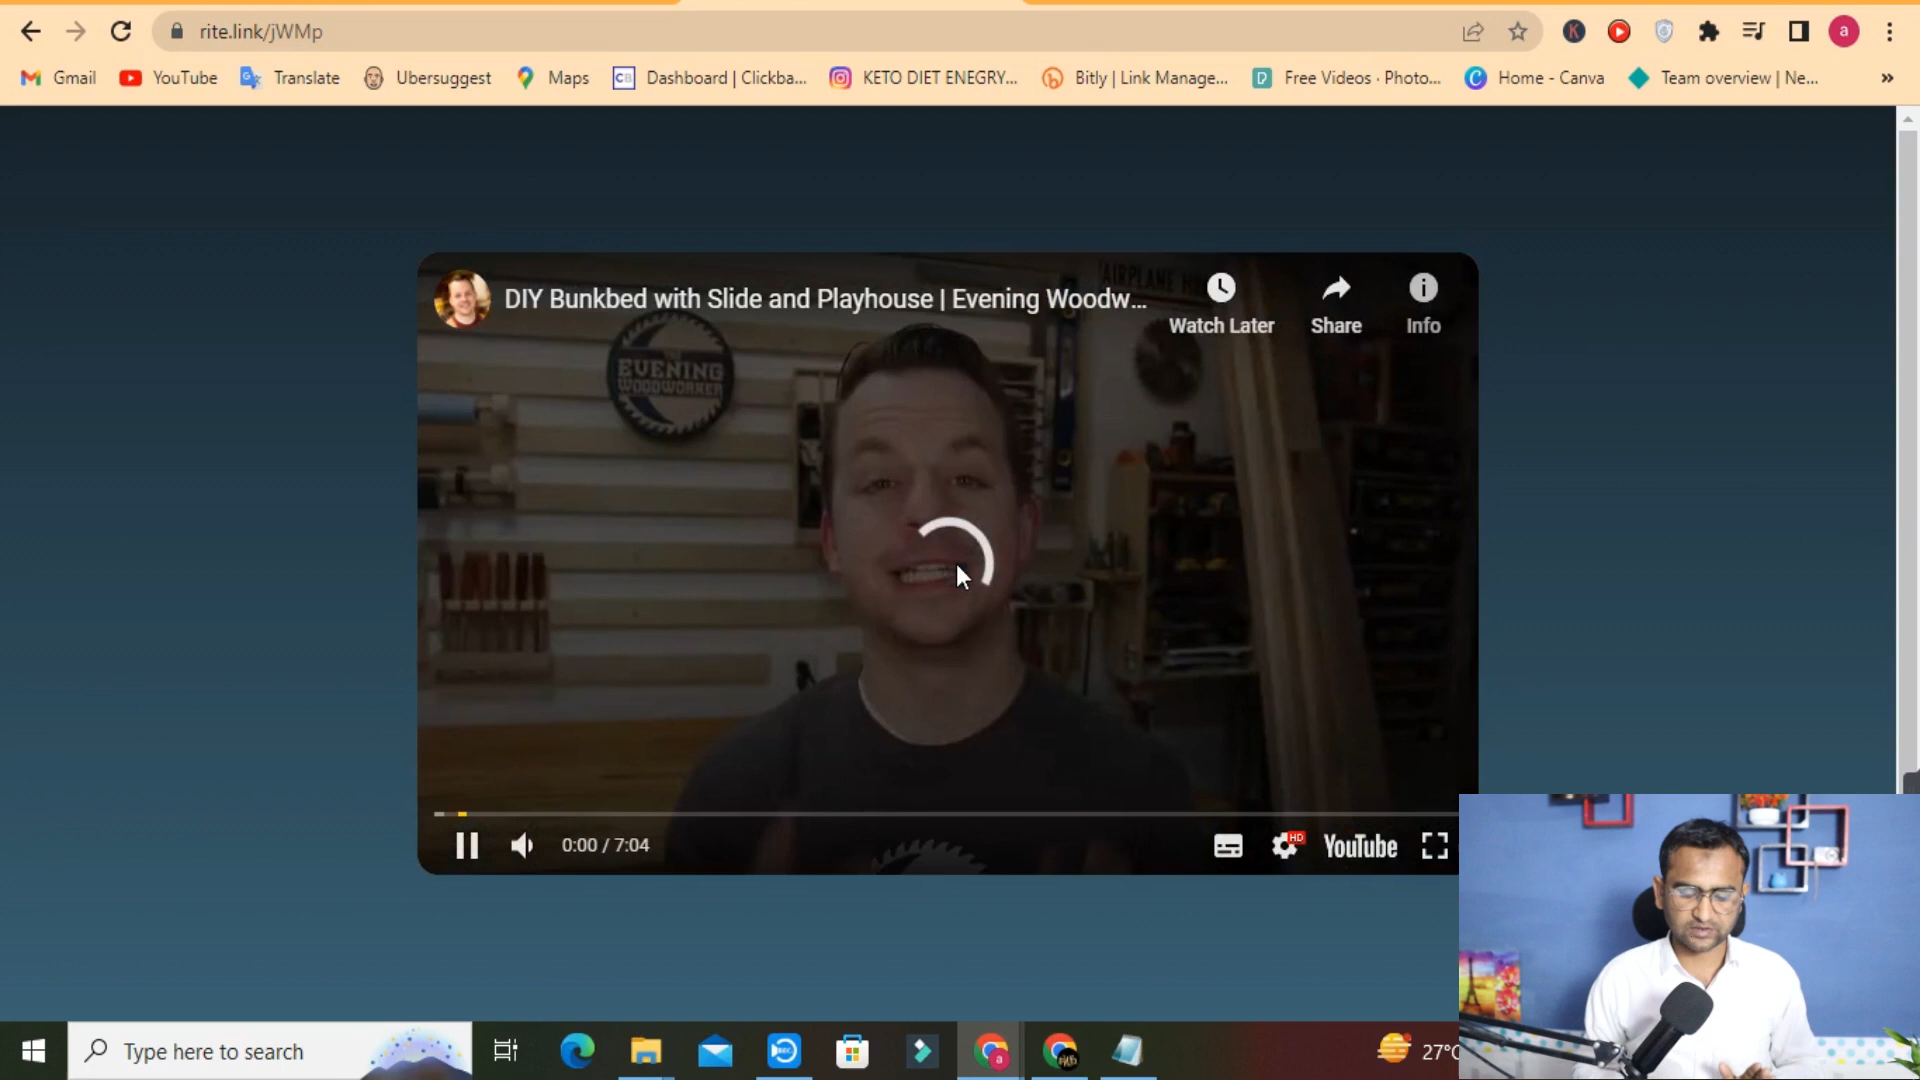 rite.link/jWMp
a
Gmail YouTube Translate Ubersuggest Maps Dashboard | Clickba... KETO DIET ENEGRY... Bitly | Link Manage... Free Videos · Photo... Home - Canva Team overview | Ne... »
DIY Bunkbed with Slide and Playhouse | Evening Woodw...
Watch Later Share Info
AIRPLANE
EVENING
WOODWORKER
0:00 / 7:04 HD YouTube
Type here to search
27°C